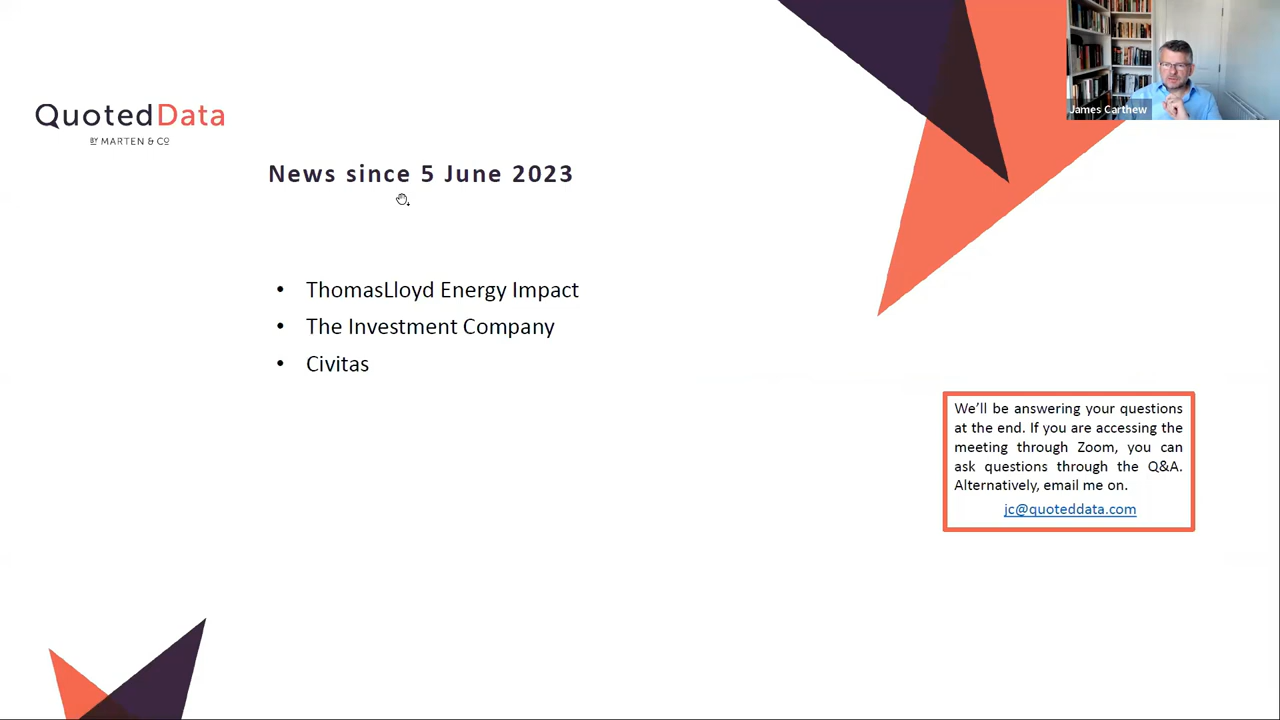 James Carthew
QuotedData
BY MARTEN & CO
News since 5 June 2023
• ThomasLloyd Energy Impact
• The Investment Company
• Civitas
We'll be answering your questions
at the end. If you are accessing the
meeting through Zoom, you can
ask questions through the Q&A.
Alternatively, email me on.
jc@quoteddata.com